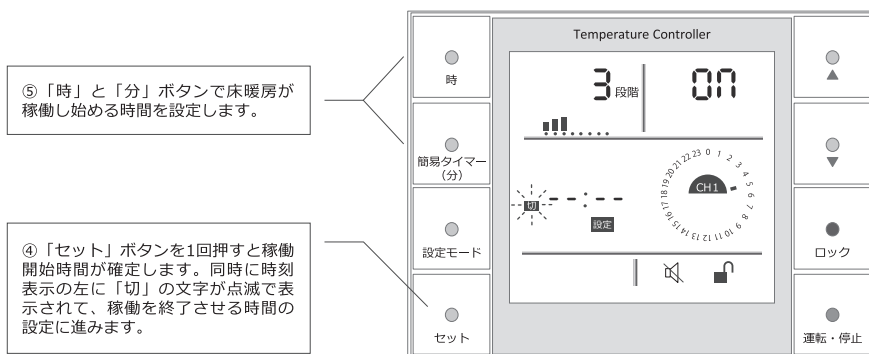 ⑤「時」と「分」ボタンで床暖房が
稼働し始める時間を設定します。
④「セット」ボタンを1回押すと稼働
開始時間が確定します。同時に時刻
表示の左に「切」の文字が点滅で表
示されて、稼働を終了させる時間の
設定に進みます。
時
簡易タイマー
（分）
設定モード
セット
Temperature Controller
3 段階
ON
切
--:--
設定
0 1 2 3 4 5 6 7 8 9 10 11 12 13 14 15 16 17 18 19 20 21 22 23
CH1
▲
▼
ロック
運転・停止